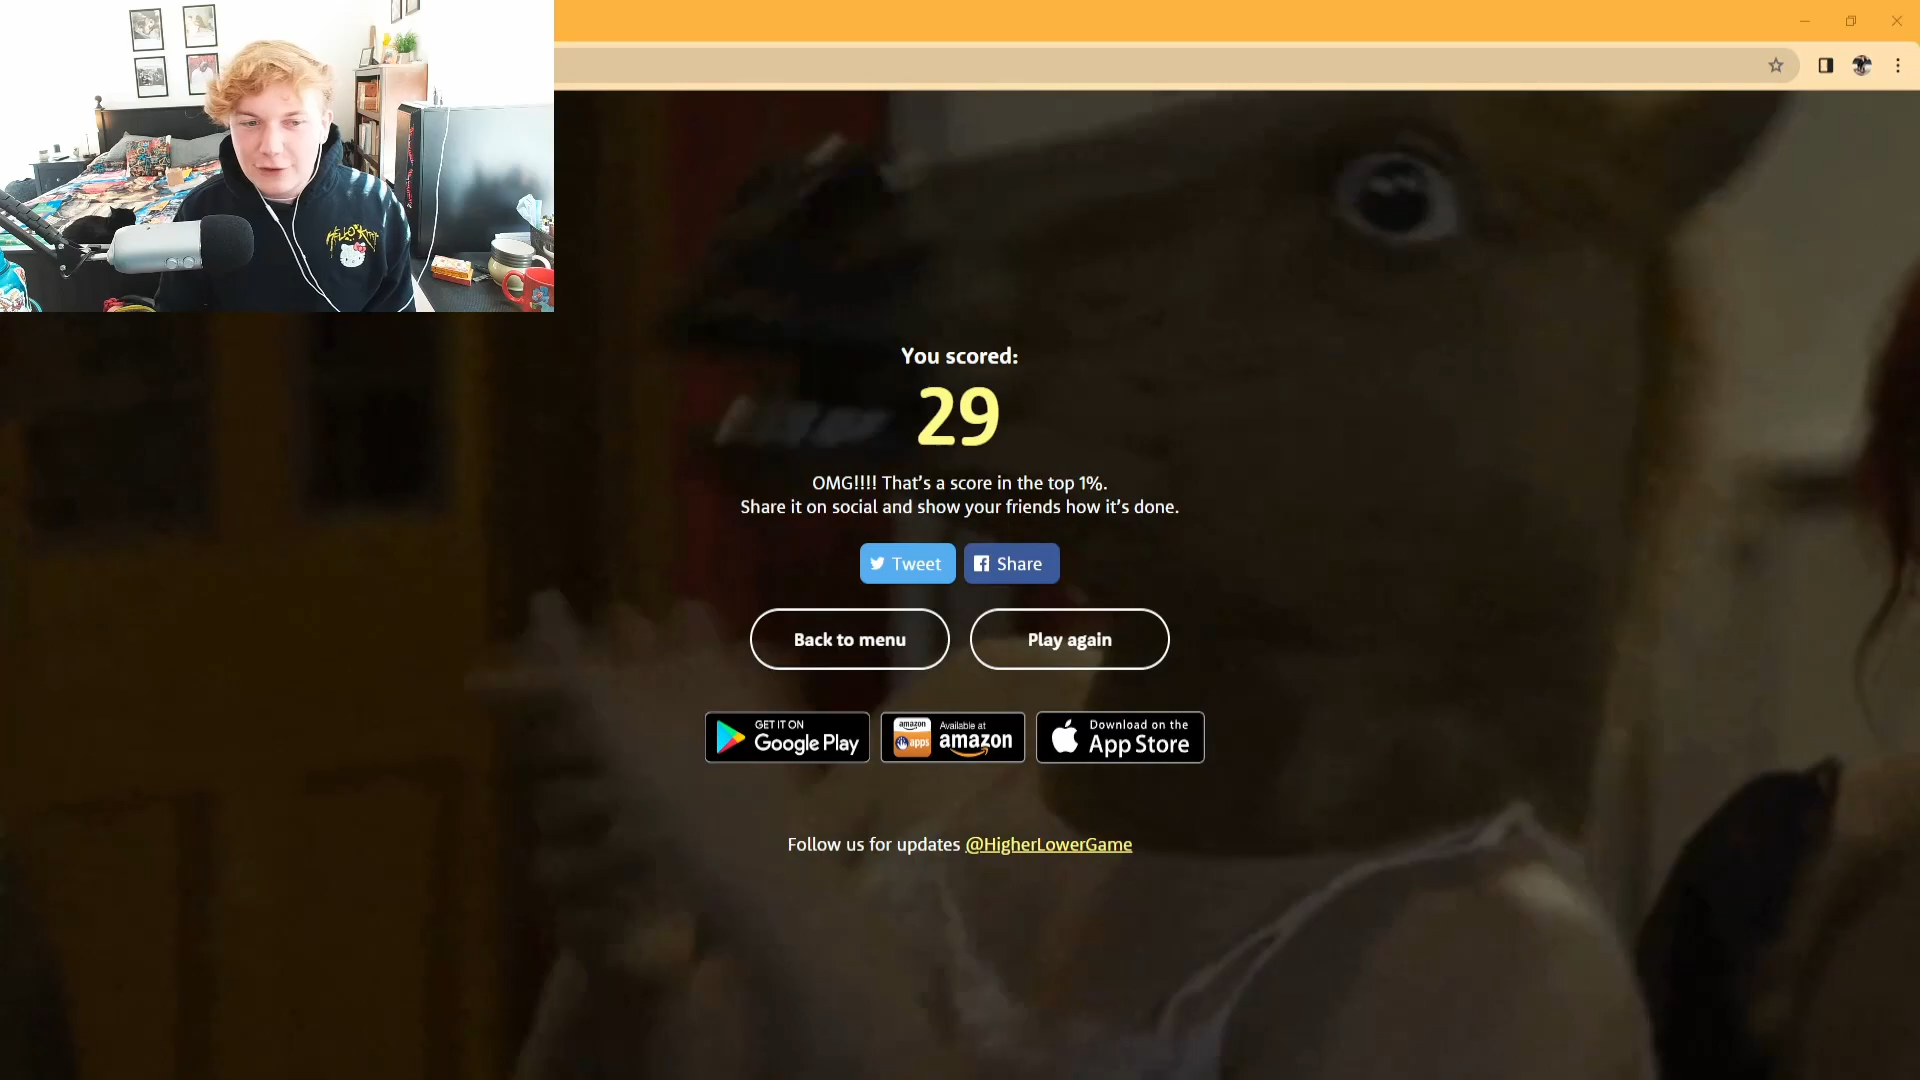 HELLO KITTY
You scored:
29
OMG!!!! That's a score in the top 1%.
Share it on social and show your friends how it's done.
Tweet
Share
Back to menu
Play again
GET IT ON
Google Play
amazon
apps
Available at
amazon
Download on the
App Store
Follow us for updates @HigherLowerGame